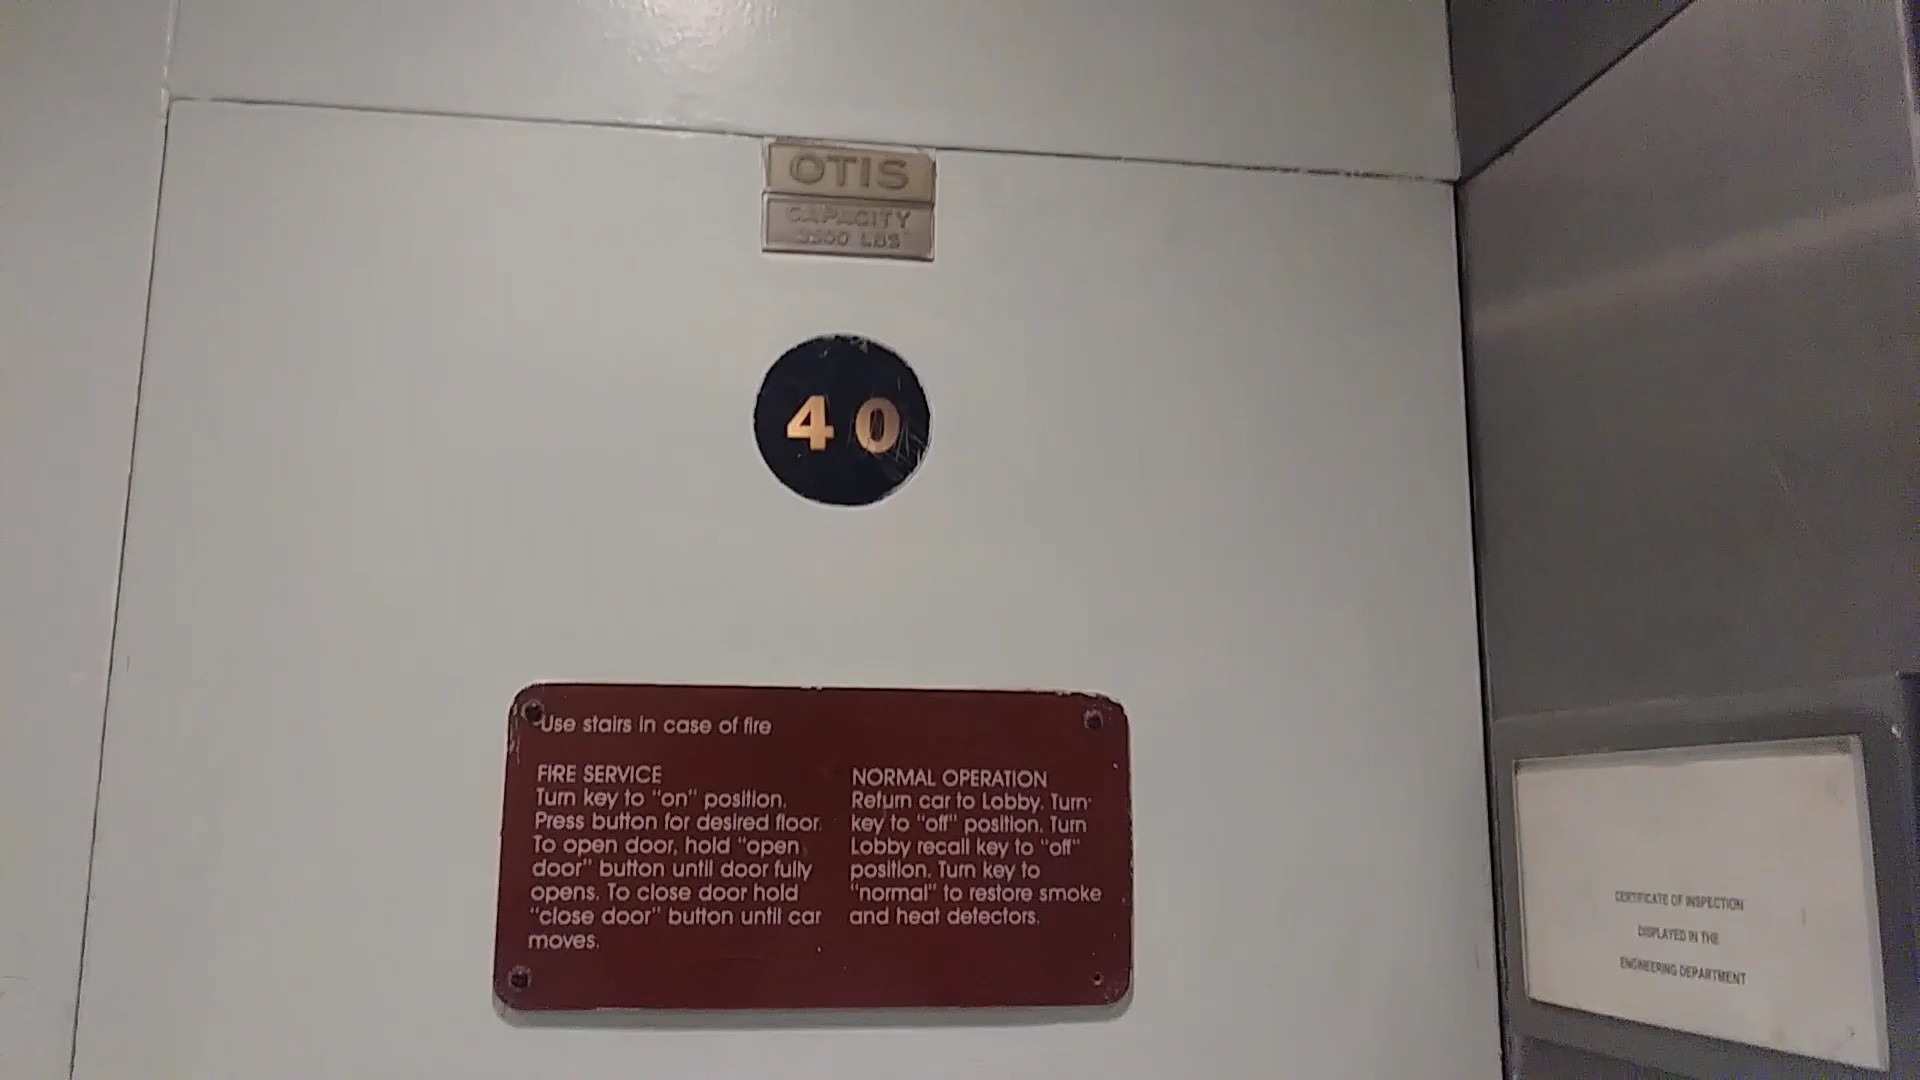 OTIS
CAPACITY
3500 LBS
40
Use stairs in case of fire
FIRE SERVICE
Turn key to "on" position.
Press button for desired floor.
To open door, hold "open
door" button until door fully
opens. To close door hold
"close door" button until car
moves.
NORMAL OPERATION
Return car to Lobby. Turn
key to "off" position. Turn
Lobby recall key to "off"
position. Turn key to
"normal" to restore smoke
and heat detectors.
CERTIFICATE OF INSPECTION
DISPLAYED IN THE
ENGINEERING DEPARTMENT